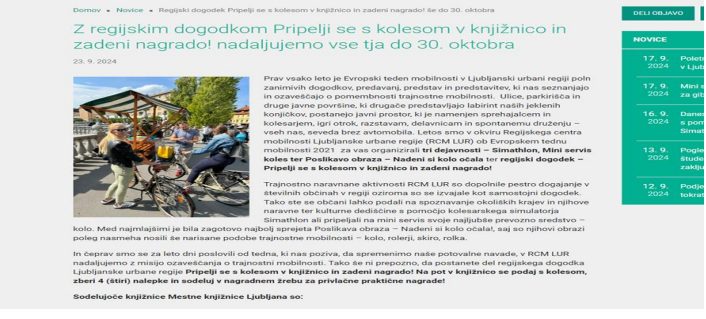 Domov • Novice • Regijski dogodek Pripelji se s kolesom v knjižnico in zadeni nagrado! še do 30. oktobra
DELI OBJAVO
Z regijskim dogodkom Pripelji se s kolesom v knjižnico in
zadeni nagrado! nadaljujemo vse tja do 30. oktobra
23. 9. 2024
Prav vsako leto je Evropski teden mobilnosti v Ljubljanski urbani regiji poln
zanimivih dogodkov, predavanj, predstav in predstavitev, ki nas seznanjajo
in ozaveščajo o pomembnosti trajnostne mobilnosti. Ulice, parkirišča in
druge javne površine, ki drugače predstavljajo labirint naših jeklenih
konjičkov, postanejo javni prostor, ki je namenjen sprehajalcem in
kolesarjem, igri otrok, razstavam, delavnicam in spontanemu druženju –
vseh nas, seveda brez avtomobila. Letos smo v okviru Regijskega centra
mobilnosti Ljubljanske urbane regije (RCM LUR) ob Evropskem tednu
mobilnosti 2021 za vas organizirali tri dejavnosti – Simathlon, Mini servis
koles ter Poslikavo obraza – Nadeni si kolo očala ter regijski dogodek –
Pripelji se s kolesom v knjižnico in zadeni nagrado!
Trajnostno naravnane aktivnosti RCM LUR so dopolnile pestro dogajanje v
številnih občinah v regiji oziroma so se izvajale kot samostojni dogodek.
Tako ste se občani lahko podali na spoznavanje okoliških krajev in njihove
naravne ter kulturne dediščine s pomočjo kolesarskega simulatorja
Simathlon ali pripeljali na mini servis svoje najljubše prevozno sredstvo –
kolo. Med najmlajšimi je bila zagotovo najbolj sprejeta Poslikava obraza – Nadeni si kolo očala!, saj so njihovi obrazi
poleg nasmeha nosili še narisane podobe trajnostne mobilnosti – kolo, rolerji, skiro, rolka.
In čeprav smo se za leto dni poslovili od tedna, ki nas poziva, da spremenimo naše potovalne navade, v RCM LUR
nadaljujemo z misijo ozaveščanja o trajnostni mobilnosti. Tako še ni prepozno, da postanete del regijskega dogodka
Ljubljanske urbane regije Pripelji se s kolesom v knjižnico in zadeni nagrado! Na pot v knjižnico se podaj s kolesom,
zberi 4 (štiri) nalepke in sodeluj v nagradnem žrebu za privlačne praktične nagrade!
Sodelujoče knjižnice Mestne knjižnice Ljubljana so:
NOVICE
17. 9. 2024 Poletn
v Ljub
17. 9. 2024 Mini s
za gib
16. 9. 2024 Danes
s pom
Simat
13. 9. 2024 Pogle
štude
zaklju
12. 9. 2024 Podje
tokrat